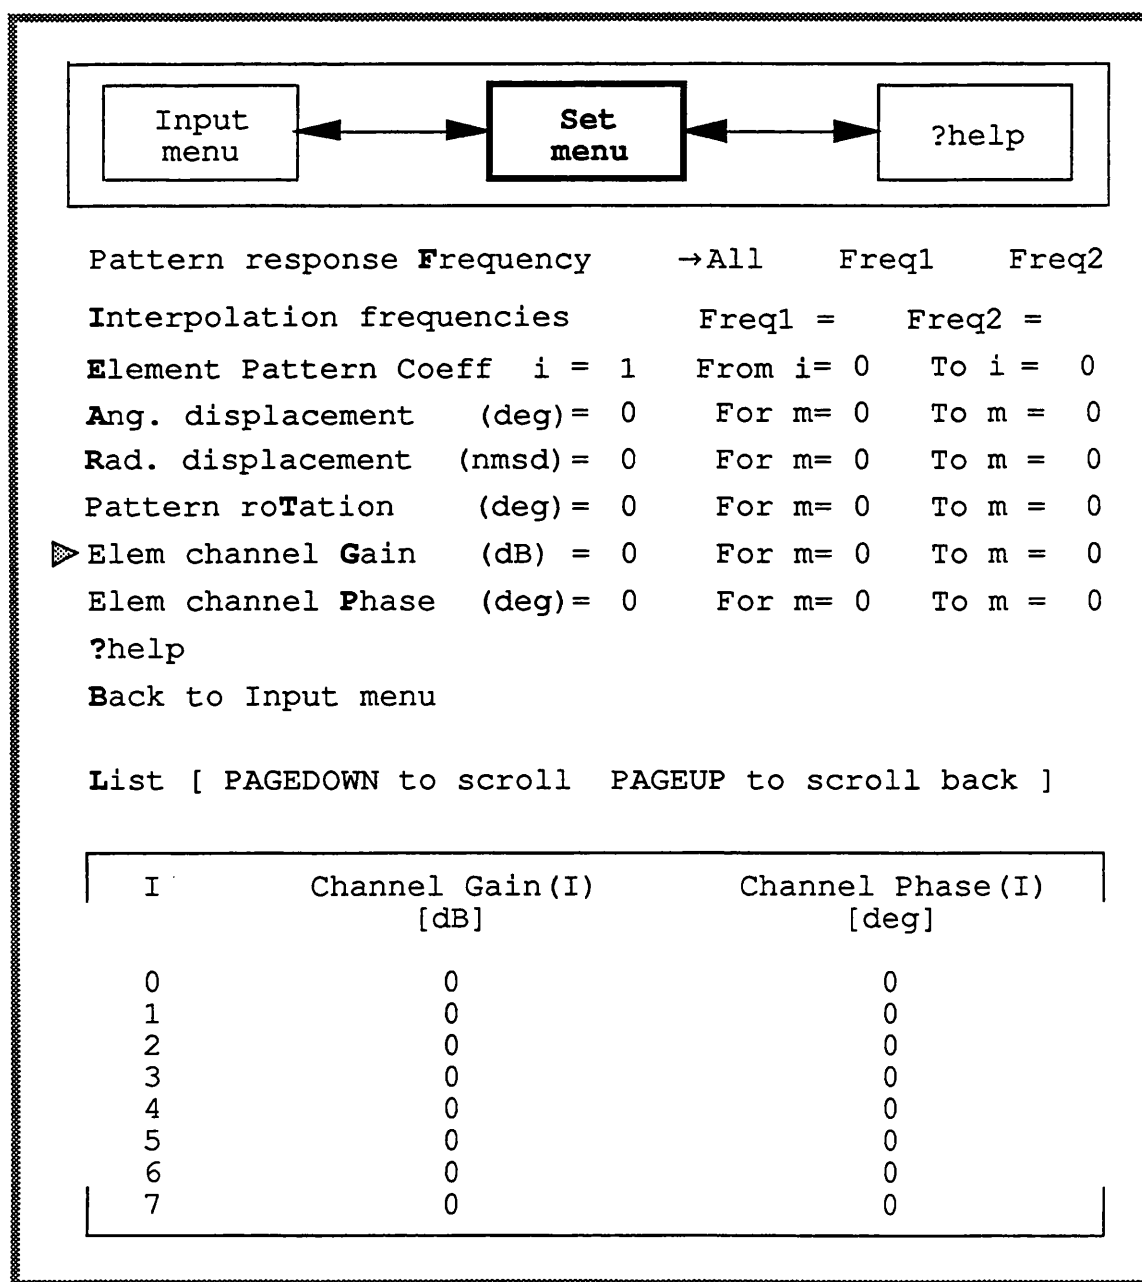 Input menu
Set menu
?help
Pattern response Frequency →All Freq1 Freq2
Interpolation frequencies Freq1 = Freq2 =
Element Pattern Coeff i = 1 From i= 0 To i = 0
Ang. displacement (deg)= 0 For m= 0 To m = 0
Rad. displacement (nmsd)= 0 For m= 0 To m = 0
Pattern roTation (deg)= 0 For m= 0 To m = 0
Elem channel Gain (dB) = 0 For m= 0 To m = 0
Elem channel Phase (deg)= 0 For m= 0 To m = 0
?help
Back to Input menu
List [ PAGEDOWN to scroll PAGEUP to scroll back ]
I Channel Gain(I) Channel Phase(I)
[dB] [deg]
0 0 0
1 0 0
2 0 0
3 0 0
4 0 0
5 0 0
6 0 0
7 0 0